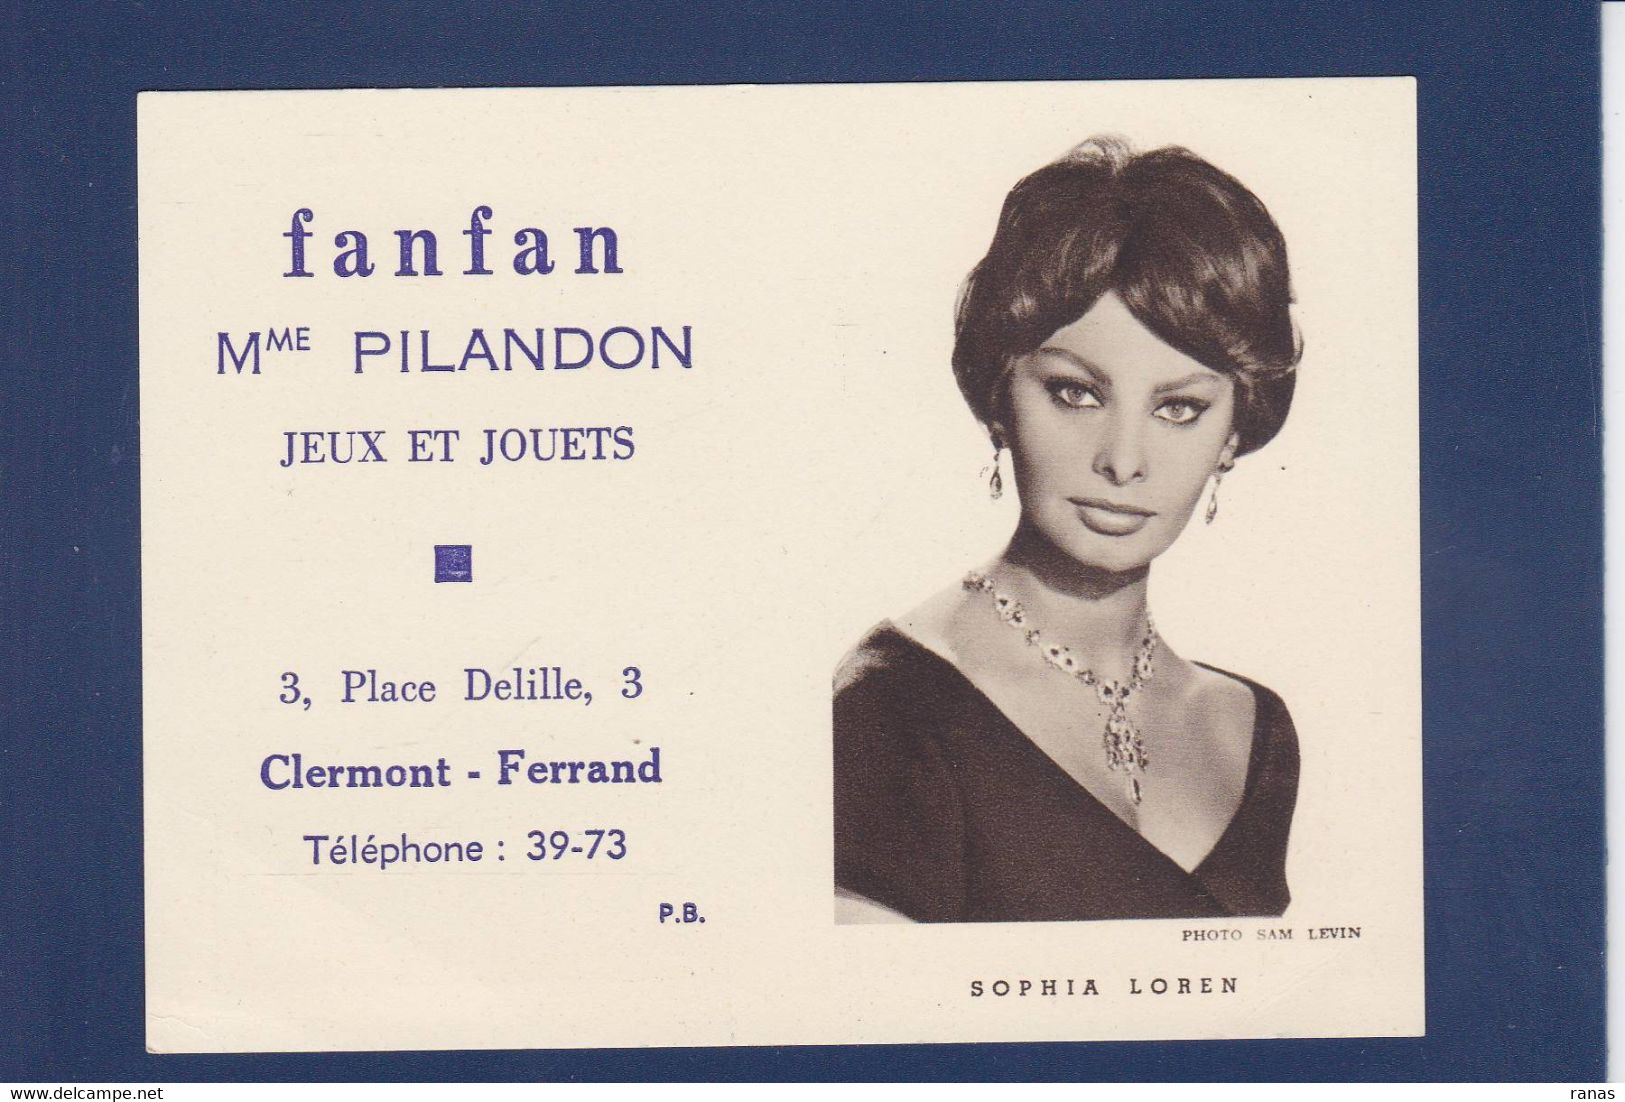 fanfan
MME PILANDON
JEUX ET JOUETS
3, Place Delille, 3
Clermont - Ferrand
Téléphone : 39-73
P.B.
PHOTO SAM LEVIN
SOPHIA LOREN
delcampe.net
ranas